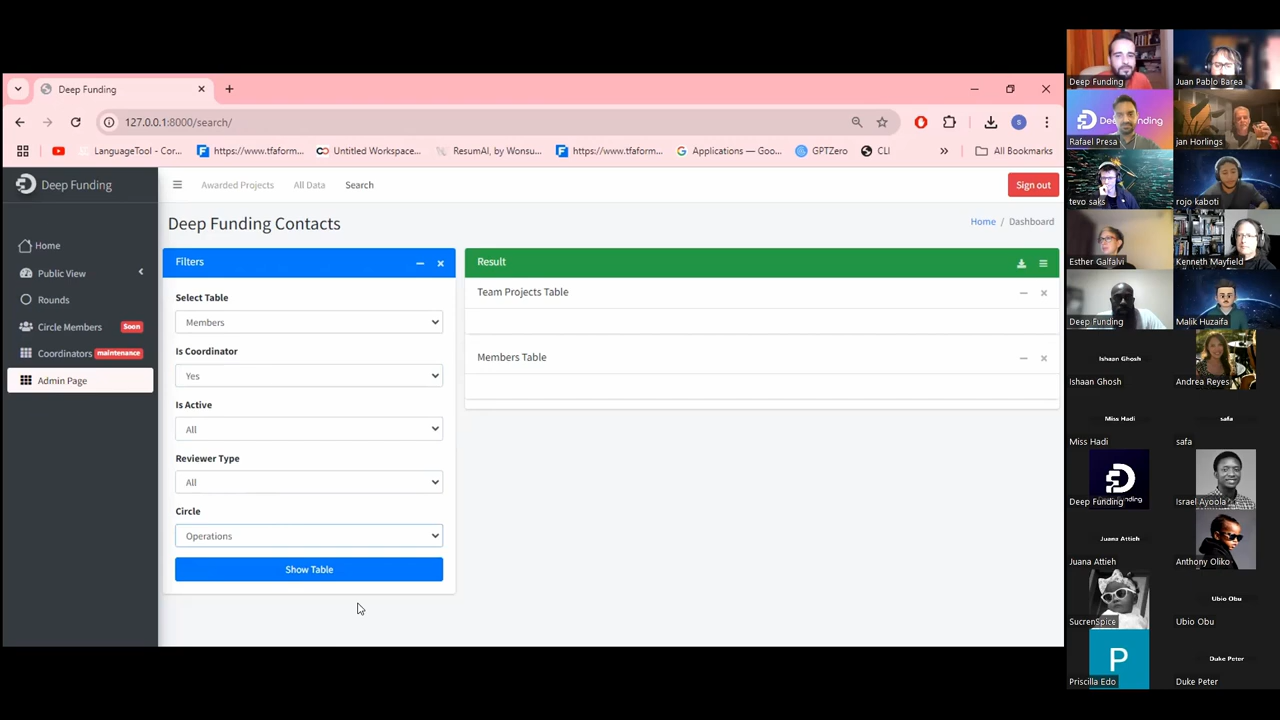 Deep Funding
127.0.0.1:8000/search/
S
LanguageTool - Cor...
https://www.tfaform...
Untitled Workspace...
ResumAI, by Wonsu...
https://www.tfaform...
Applications — Goo...
GPTZero
CLI
»
All Bookmarks
Deep Funding
Awarded Projects
All Data
Search
Sign out
Deep Funding Contacts
Home / Dashboard
Home
Public View
Rounds
Circle Members Soon
Coordinators maintenance
Admin Page
Filters
Select Table
Members
Is Coordinator
Yes
Is Active
All
Reviewer Type
All
Circle
Operations
Show Table
Result
Team Projects Table
Members Table
Deep Funding
Juan Pablo Barea
Rafael Presa
jan Horlings
tevo saks
rojo kaboti
Esther Galfalvi
Kenneth Mayfield
Deep Funding
Malik Huzaifa
Ishaan Ghosh
Ishaan Ghosh
Andrea Reyes
Miss Hadi
Miss Hadi
safa
safa
Deep Funding
Israel Ayoola
Juana Attieh
Juana Attieh
Anthony Oliko
SucrenSpice
Ubio Obu
Ubio Obu
P
Priscilla Edo
Duke Peter
Duke Peter